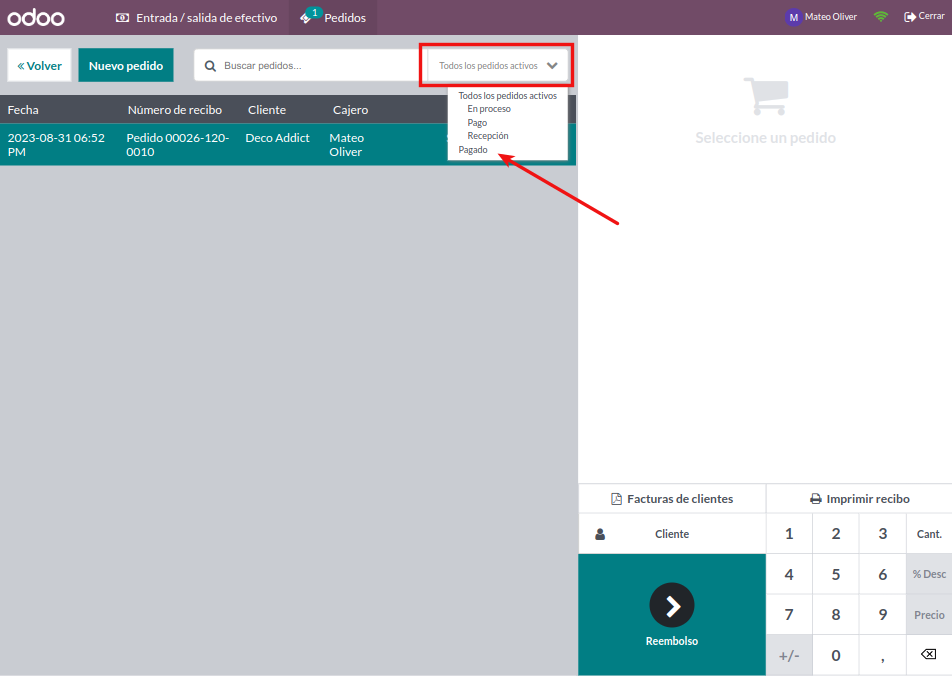 odoo
Entrada / salida de efectivo
1
Pedidos
M
Mateo Oliver
Cerrar
« Volver
Nuevo pedido
Buscar pedidos...
Todos los pedidos activos
Todos los pedidos activos
En proceso
Pago
Recepción
Pagado
Fecha
Número de recibo
Cliente
Cajero
2023-08-31 06:52
PM
Pedido 00026-120-
0010
Deco Addict
Mateo
Oliver
Seleccione un pedido
Facturas de clientes
Imprimir recibo
Cliente
1
2
3
Cant.
4
5
6
% Desc
7
8
9
Precio
Reembolso
+/-
0
,